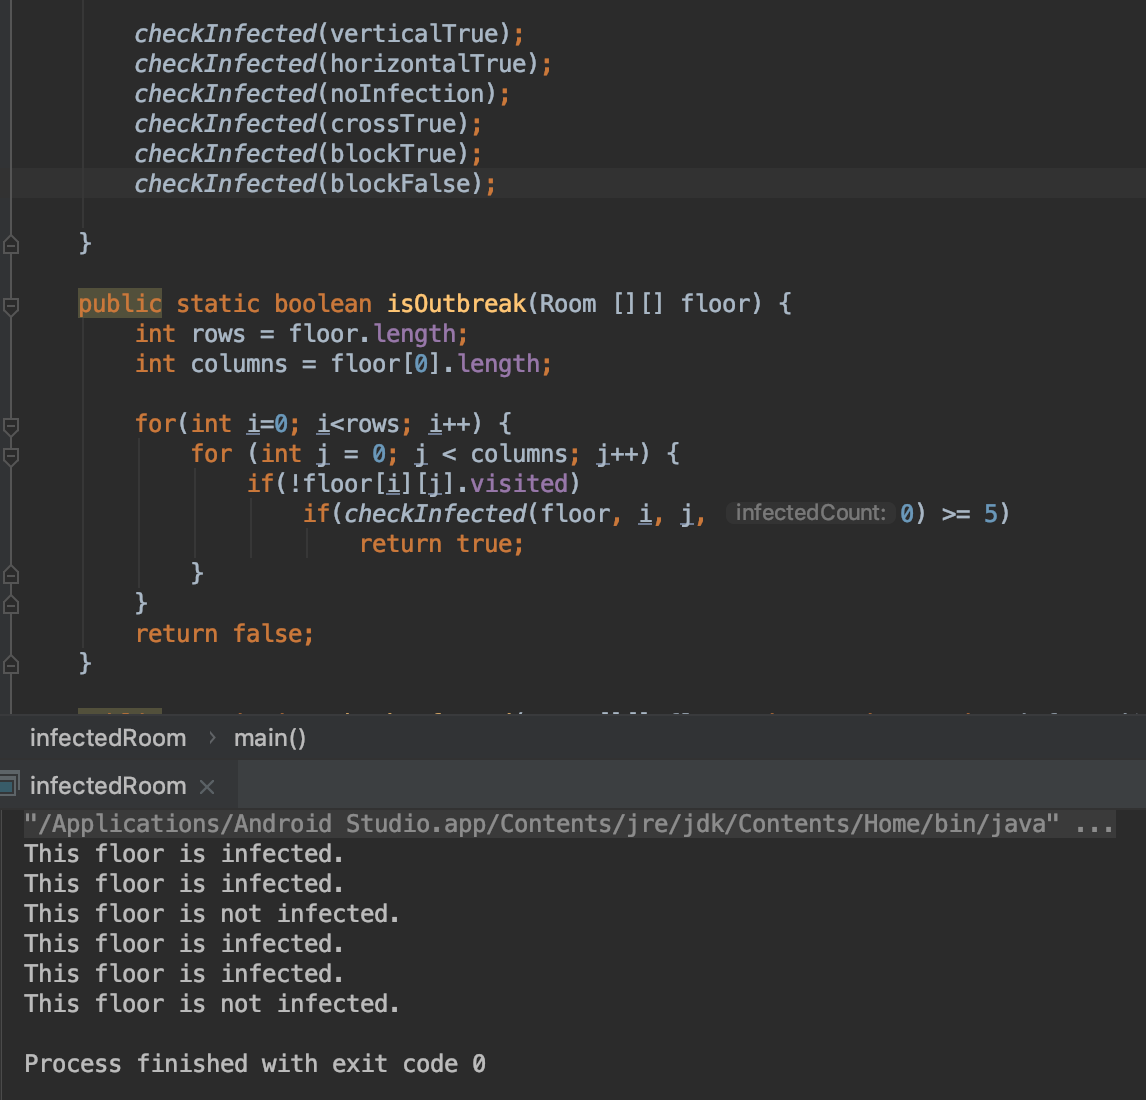 checkInfected(verticalTrue);
checkInfected(horizontalTrue);
checkInfected(noInfection);
checkInfected(crossTrue);
checkInfected(blockTrue);
checkInfected(blockFalse);
}
public static boolean isOutbreak(Room [][] floor) {
int rows = floor.length;
int columns = floor[0].length;
for(int i=0; i<rows; i++) {
for (int j = 0; j < columns; j++) {
if(!floor[i][j].visited)
if(checkInfected(floor, i, j, infectedCount: 0) >= 5)
return true;
}
}
return false;
}
infectedRoom > main()
infectedRoom ×
"/Applications/Android Studio.app/Contents/jre/jdk/Contents/Home/bin/java" ...
This floor is infected.
This floor is infected.
This floor is not infected.
This floor is infected.
This floor is infected.
This floor is not infected.
Process finished with exit code 0